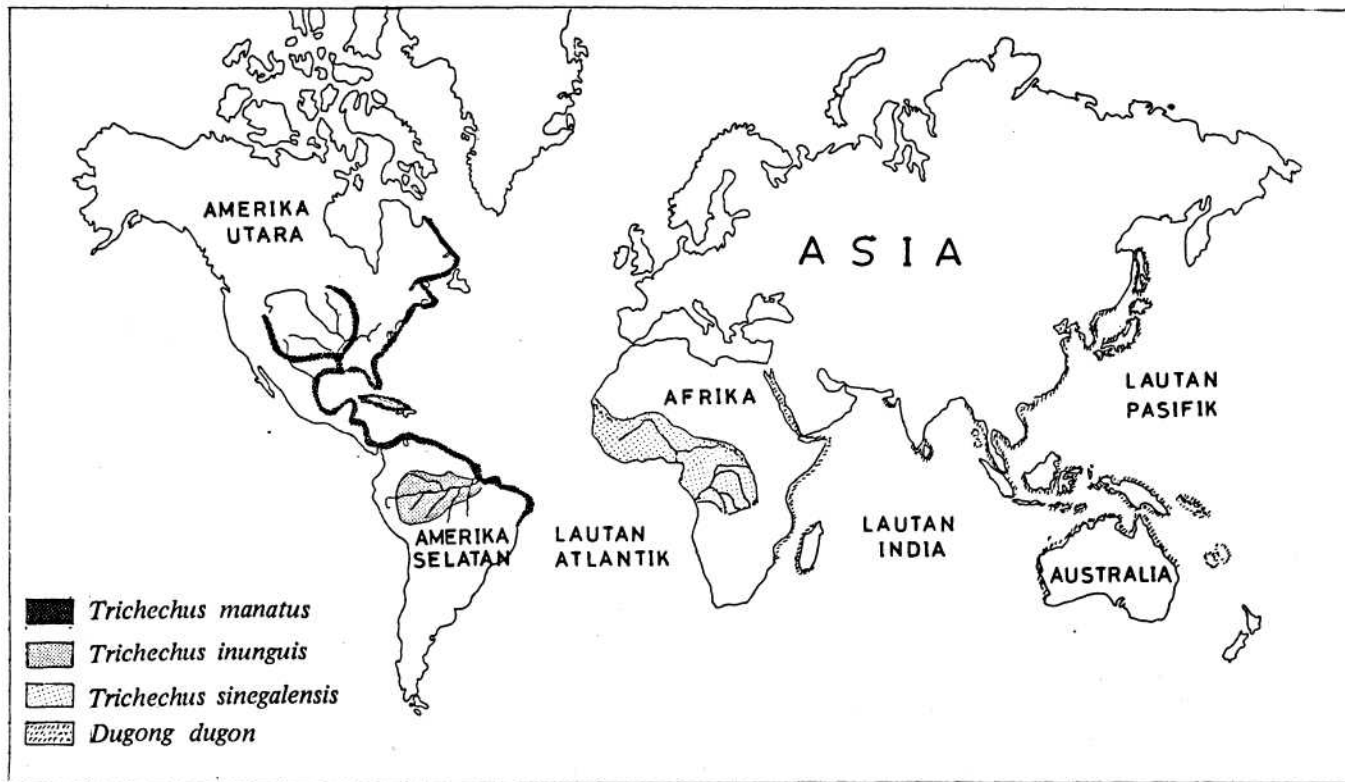 AMERIKA
UTARA
ASIA
AFRIKA
LAUTAN
PASIFIK
AMERIKA
SELATAN
LAUTAN
ATLANTIK
LAUTAN
INDIA
AUSTRALIA
Trichechus manatus
Trichechus inunguis
Trichechus sinegalensis
Dugong dugon